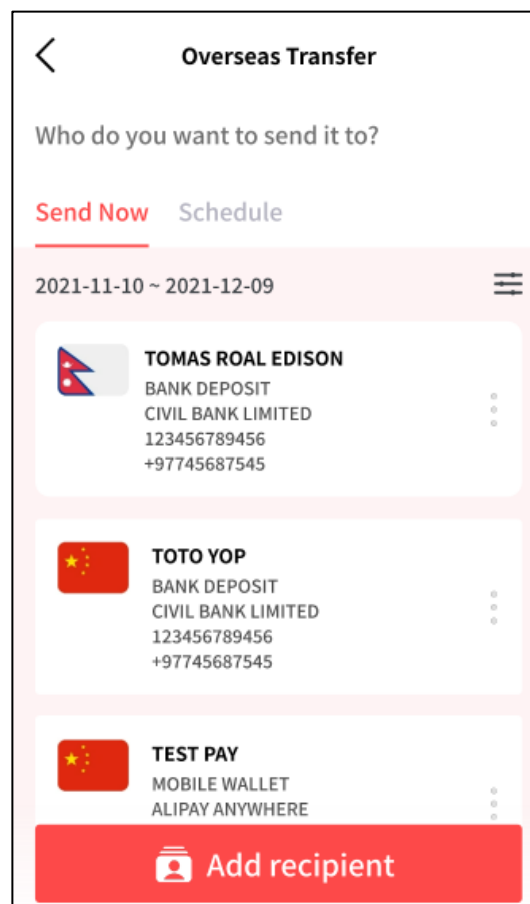 Overseas Transfer
Who do you want to send it to?
Send Now Schedule
2021-11-10 ~ 2021-12-09
TOMAS ROAL EDISON
BANK DEPOSIT
CIVIL BANK LIMITED
123456789456
+97745687545
TOTO YOP
BANK DEPOSIT
CIVIL BANK LIMITED
123456789456
+97745687545
TEST PAY
MOBILE WALLET
ALIPAY ANYWHERE
Add recipient